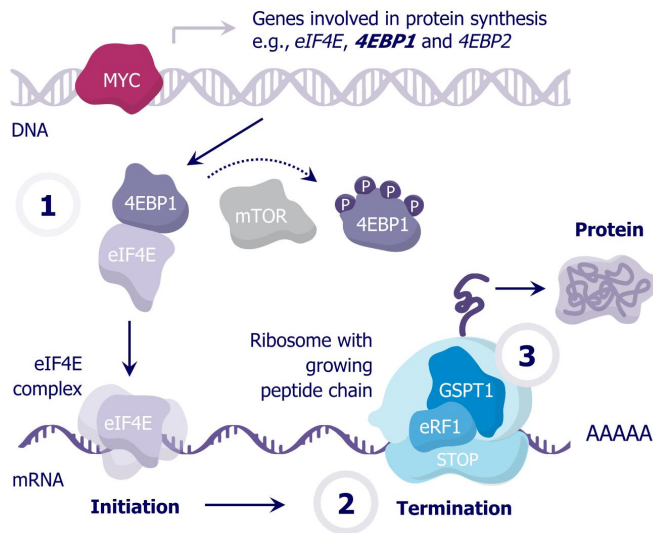 Genes involved in protein synthesis
e.g., eIF4E, 4EBP1 and 4EBP2
MYC
DNA
1
4EBP1
eIF4E
mTOR
P
P
P
P
4EBP1
Protein
eIF4E
complex
eIF4E
Ribosome with
growing
peptide chain
3
GSPT1
eRF1
STOP
AAAAA
mRNA
Initiation
2
Termination